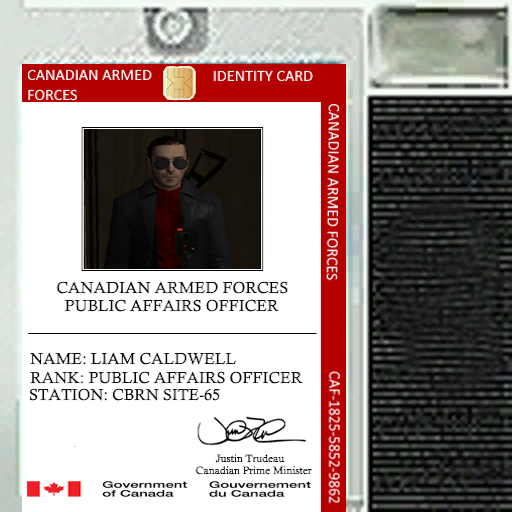 CANADIAN ARMED
FORCES
IDENTITY CARD
CANADIAN ARMED FORCES
CANADIAN ARMED FORCES
PUBLIC AFFAIRS OFFICER
NAME: LIAM CALDWELL
RANK: PUBLIC AFFAIRS OFFICER
STATION: CBRN SITE-65
CAF-1825-5852-9862
Justin Trudeau
Canadian Prime Minister
Government
of Canada
Gouvernement
du Canada